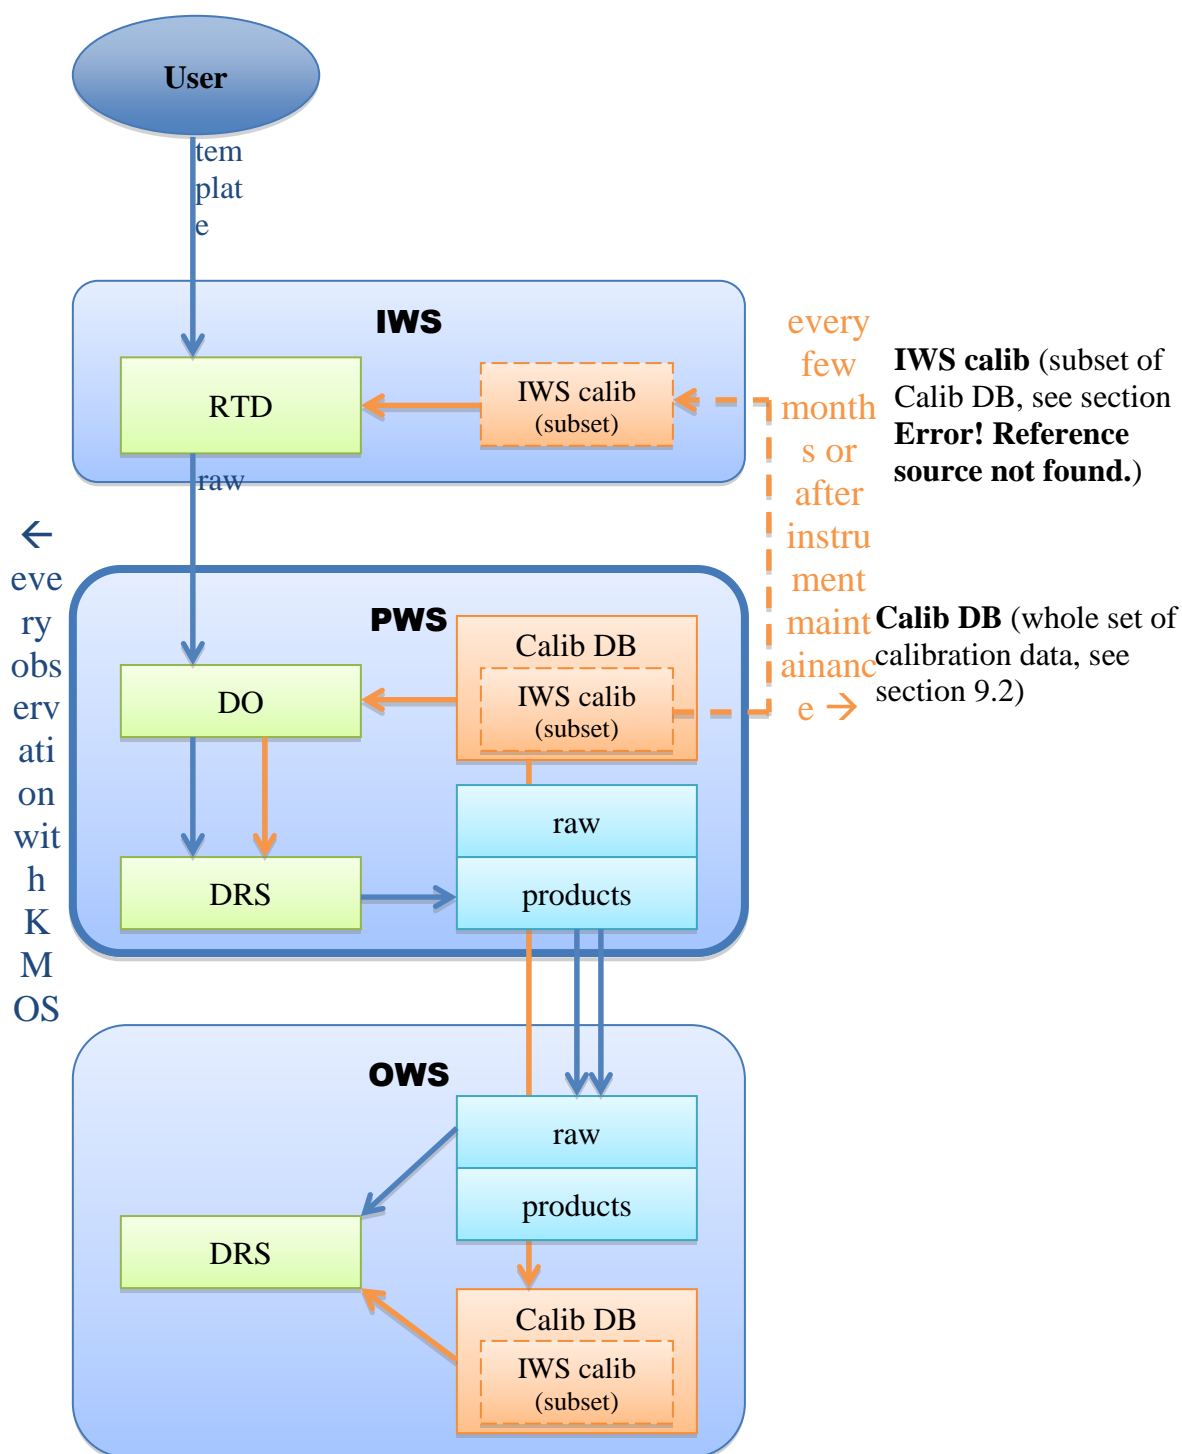 User
tem
plat
e
IWS
RTD
IWS calib
(subset)
raw
every
few
month
s or
after
instru
ment
maint
ainanc
e →
IWS calib (subset of
Calib DB, see section
Error! Reference
source not found.)
Calib DB (whole set of
calibration data, see
section 9.2)
←
eve
ry
obs
erv
ati
on
wit
h
K
M
OS
PWS
Calib DB
IWS calib
(subset)
DO
raw
DRS
products
OWS
raw
products
DRS
Calib DB
IWS calib
(subset)